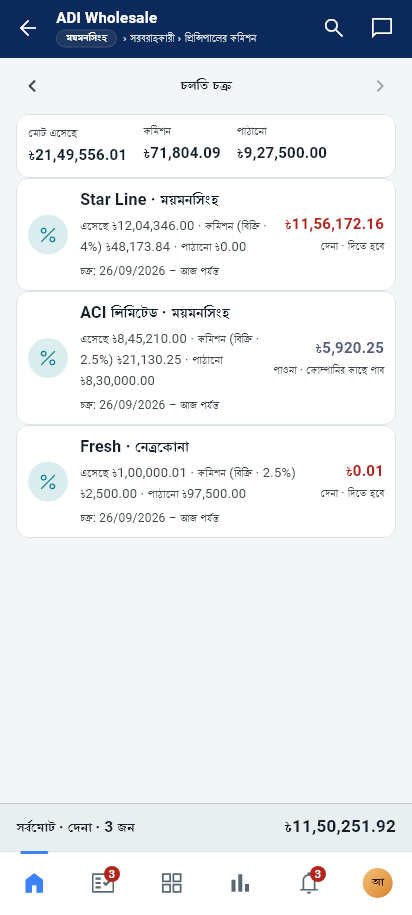 ADI Wholesale
ময়মনসিংহ › সরবরাহকারী › প্রিন্সিপালের কমিশন
চলতি চক্র
মোট এসেছে কমিশন পাঠানো
৳21,49,556.01 ৳71,804.09 ৳9,27,500.00
Star Line · ময়মনসিংহ
এসেছে ৳12,04,346.00 · কমিশন (বিক্রি ·
4%) ৳48,173.84 · পাঠানো ৳0.00
চক্র: 26/09/2026 – আজ পর্যন্ত
৳11,56,172.16
দেনা · দিতে হবে
ACI লিমিটেড · ময়মনসিংহ
এসেছে ৳8,45,210.00 · কমিশন (বিক্রি ·
2.5%) ৳21,130.25 · পাঠানো
৳8,30,000.00
চক্র: 26/09/2026 – আজ পর্যন্ত
৳5,920.25
পাওনা · কোম্পানির কাছে পাব
Fresh · নেত্রকোনা
এসেছে ৳1,00,000.01 · কমিশন (বিক্রি · 2.5%)
৳2,500.00 · পাঠানো ৳97,500.00
চক্র: 26/09/2026 – আজ পর্যন্ত
৳0.01
দেনা · দিতে হবে
সর্বমোট · দেনা · 3 জন ৳11,50,251.92
3 3 আ